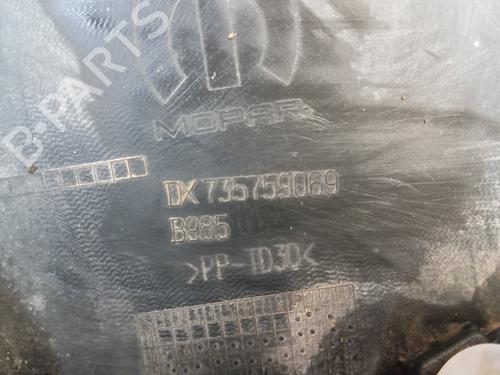 B-PARTS
MOPAR
DX 735759069
B985
>PP-TD30<